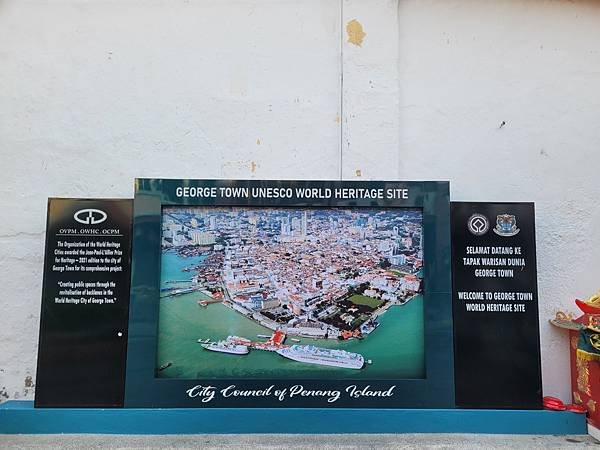 GEORGE TOWN UNESCO WORLD HERITAGE SITE
OVPM . OWHC . OCPM
The Organization of the World Heritage
Cities awarded the Jean-Paul-L'Allier Prize
for Heritage – 2021 edition to the city of
George Town for its comprehensive project:
"Creating public spaces through the
revitalisation of backlanes in the
World Heritage City of George Town."
SELAMAT DATANG KE
TAPAK WARISAN DUNIA
GEORGE TOWN
WELCOME TO GEORGE TOWN
WORLD HERITAGE SITE
City Council of Penang Island